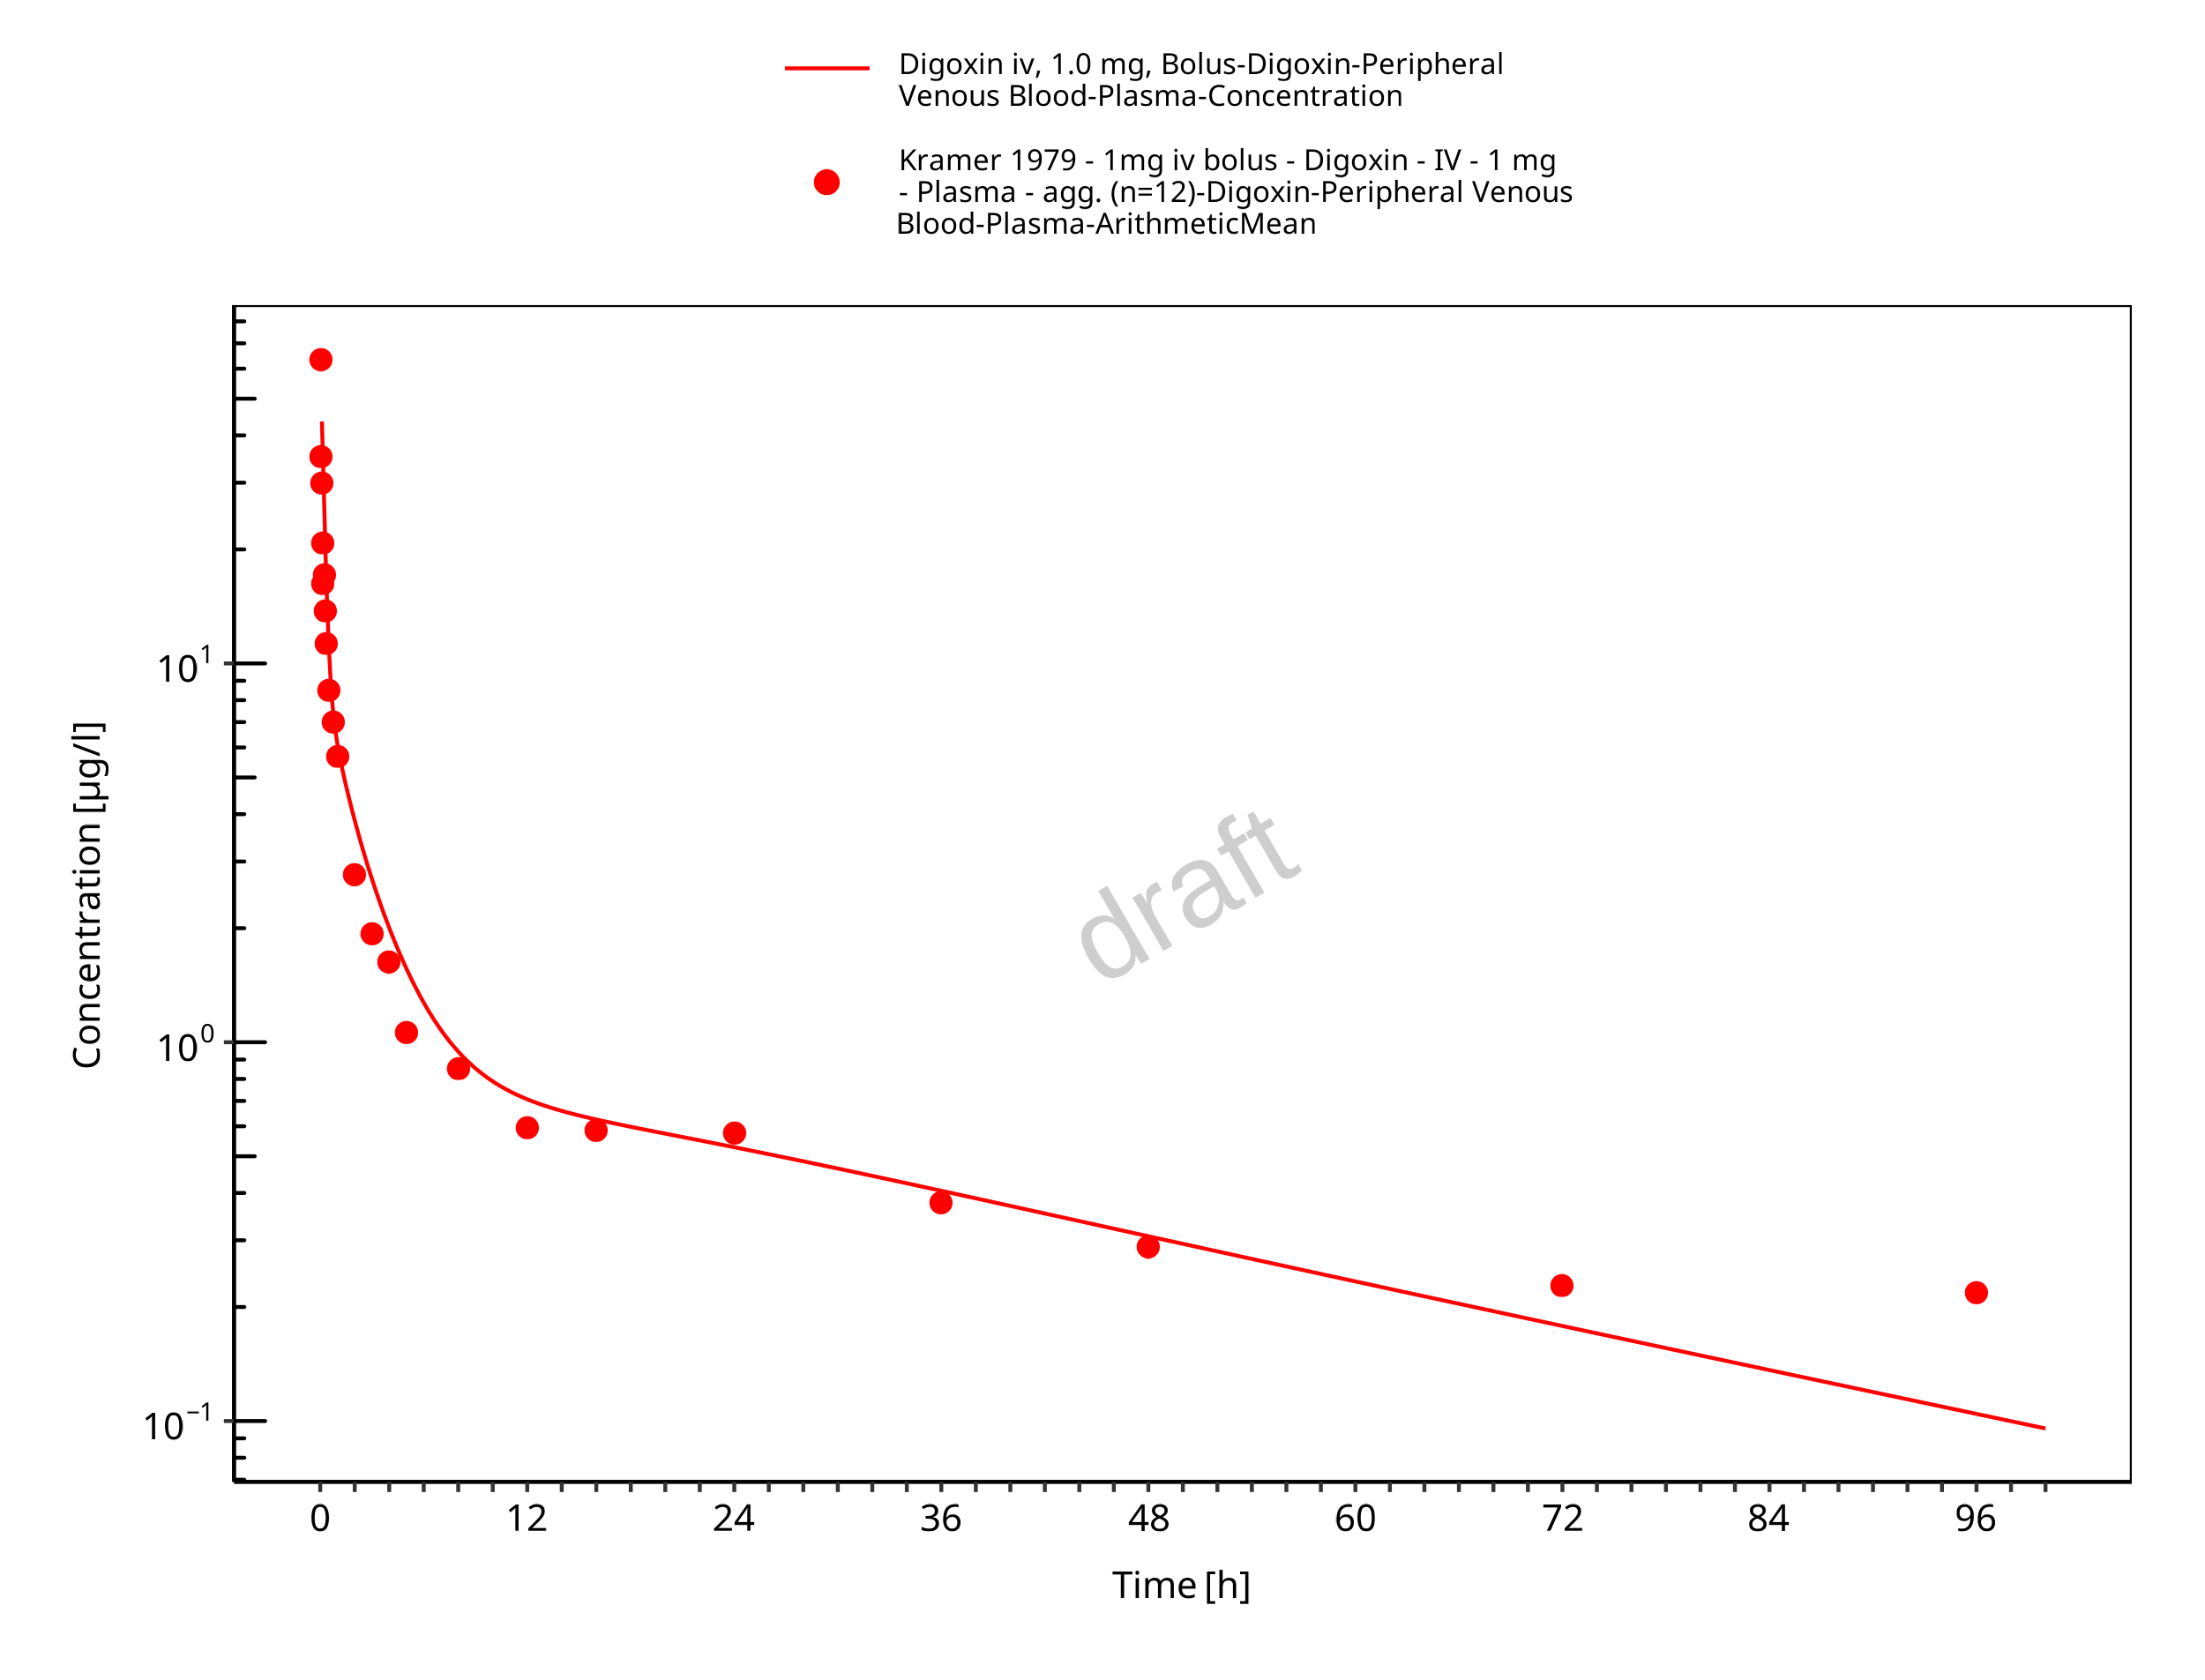 Digoxin iv, 1.0 mg, Bolus-Digoxin-Peripheral
Venous Blood-Plasma-Concentration
Kramer 1979 - 1mg iv bolus - Digoxin - IV - 1 mg
- Plasma - agg. (n=12)-Digoxin-Peripheral Venous
Blood-Plasma-ArithmeticMean
Concentration [µg/l]
10¹
10⁰
10⁻¹
draft
0 12 24 36 48 60 72 84 96
Time [h]